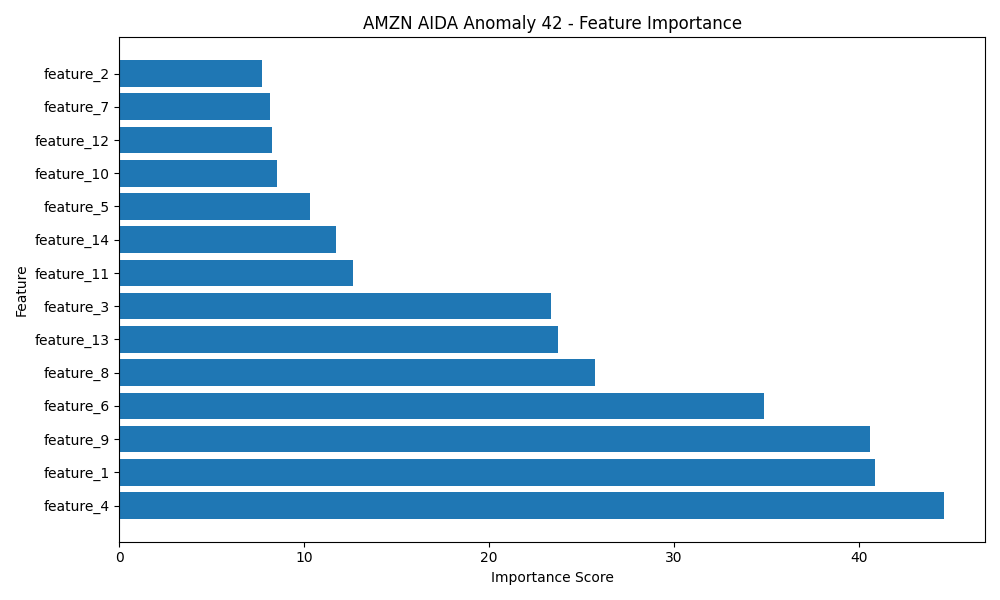 AMZN AIDA Anomaly 42 - Feature Importance
Feature
feature_2
feature_7
feature_12
feature_10
feature_5
feature_14
feature_11
feature_3
feature_13
feature_8
feature_6
feature_9
feature_1
feature_4
0 10 20 30 40
Importance Score